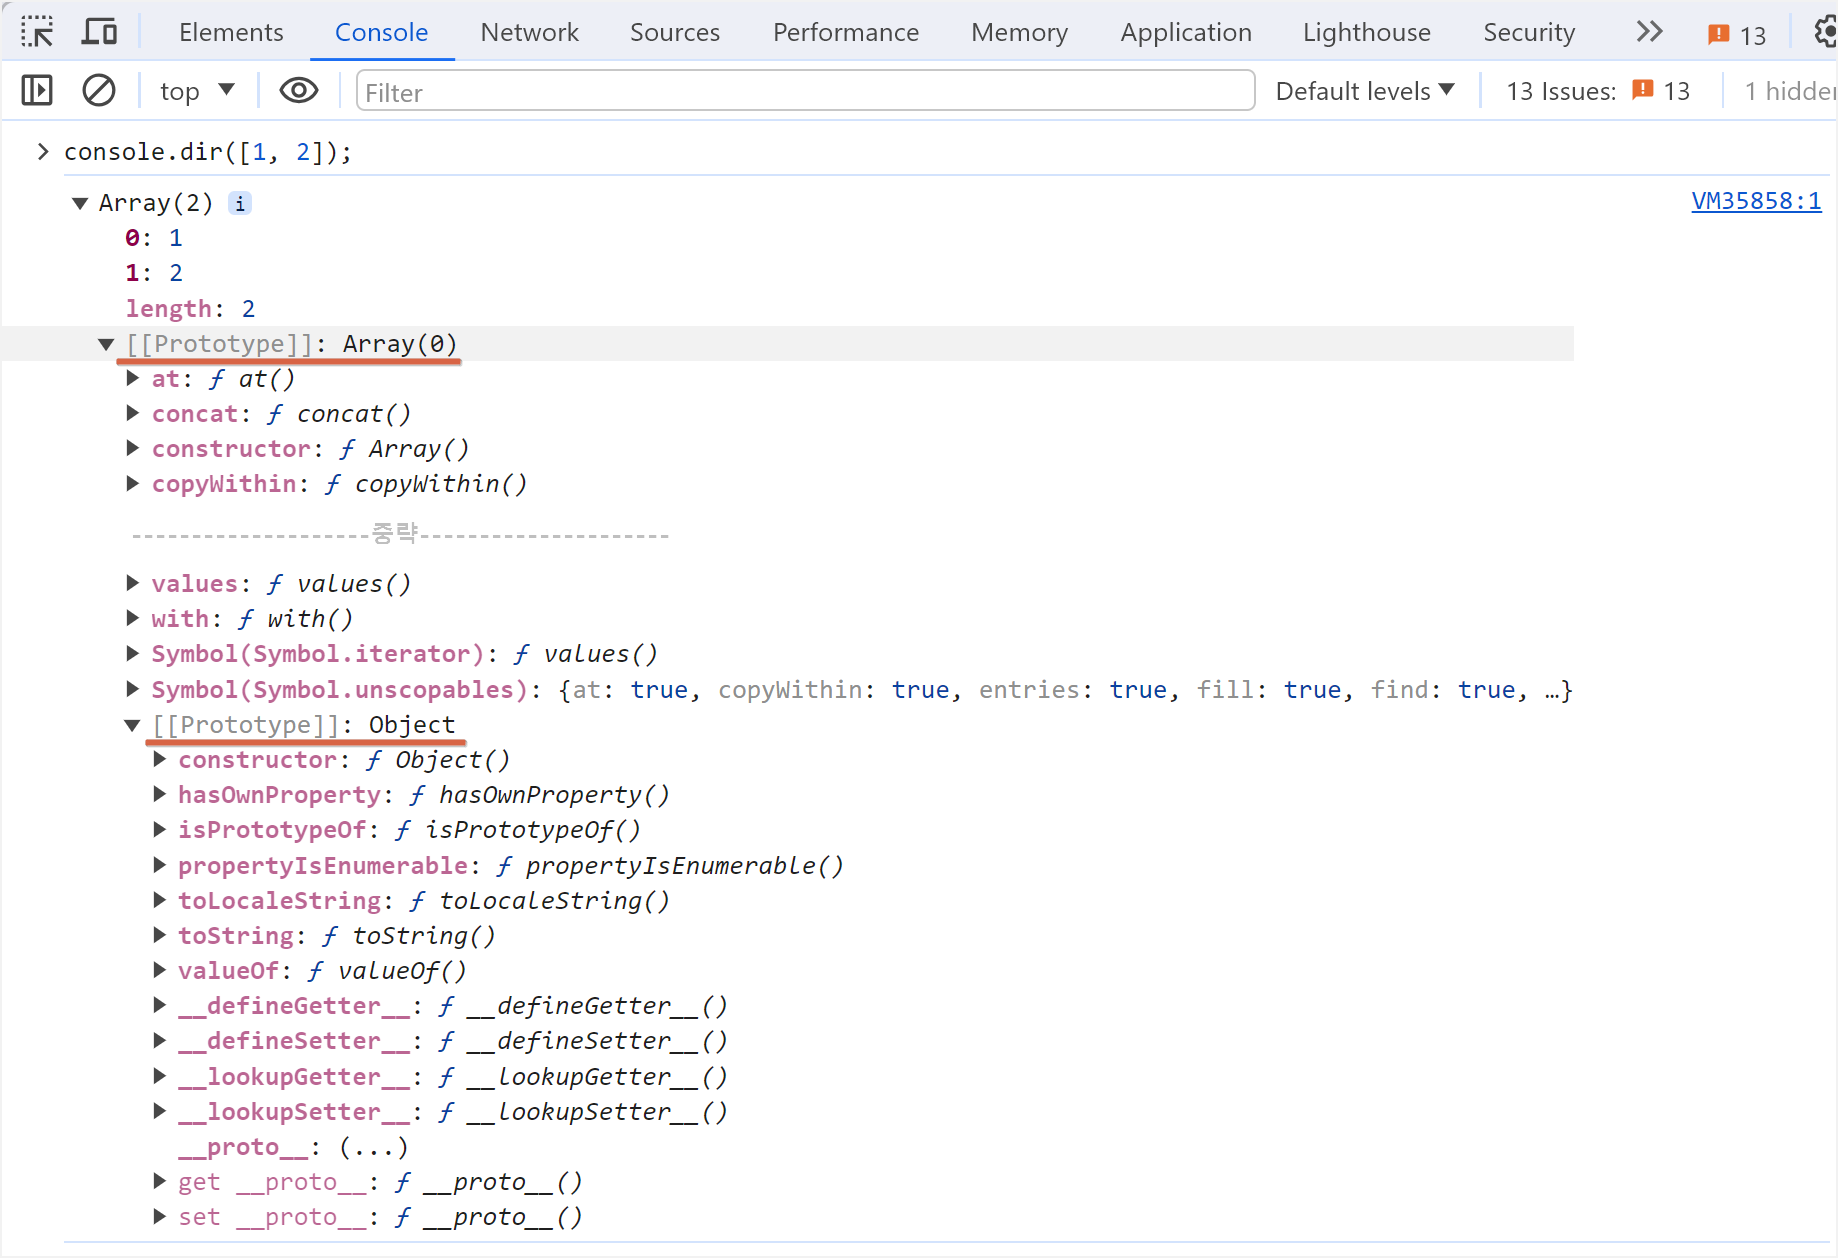 Elements Console Network Sources Performance Memory Application Lighthouse Security 13
top Filter Default levels 13 Issues: 13 1 hidden
console.dir([1, 2]);
Array(2) i VM35858:1
0: 1
1: 2
length: 2
[[Prototype]]: Array(0)
at: ƒ at()
concat: ƒ concat()
constructor: ƒ Array()
copyWithin: ƒ copyWithin()
--------------------중략---------------------
values: ƒ values()
with: ƒ with()
Symbol(Symbol.iterator): ƒ values()
Symbol(Symbol.unscopables): {at: true, copyWithin: true, entries: true, fill: true, find: true, …}
[[Prototype]]: Object
constructor: ƒ Object()
hasOwnProperty: ƒ hasOwnProperty()
isPrototypeOf: ƒ isPrototypeOf()
propertyIsEnumerable: ƒ propertyIsEnumerable()
toLocaleString: ƒ toLocaleString()
toString: ƒ toString()
valueOf: ƒ valueOf()
__defineGetter__: ƒ __defineGetter__()
__defineSetter__: ƒ __defineSetter__()
__lookupGetter__: ƒ __lookupGetter__()
__lookupSetter__: ƒ __lookupSetter__()
__proto__: (...)
get __proto__: ƒ __proto__()
set __proto__: ƒ __proto__()